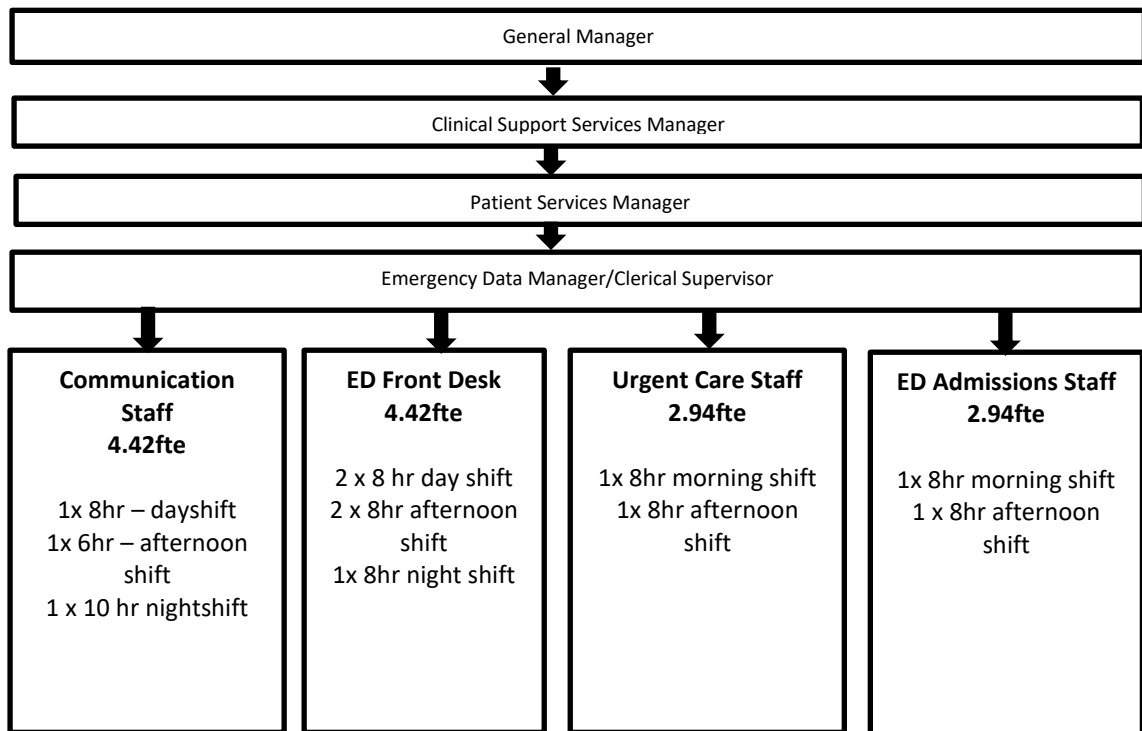 General Manager
Clinical Support Services Manager
Patient Services Manager
Emergency Data Manager/Clerical Supervisor
Communication
Staff
4.42fte
1x 8hr – dayshift
1x 6hr – afternoon
shift
1 x 10 hr nightshift
ED Front Desk
4.42fte
2 x 8 hr day shift
2 x 8hr afternoon
shift
1x 8hr night shift
Urgent Care Staff
2.94fte
1x 8hr morning shift
1x 8hr afternoon
shift
ED Admissions Staff
2.94fte
1x 8hr morning shift
1 x 8hr afternoon
shift